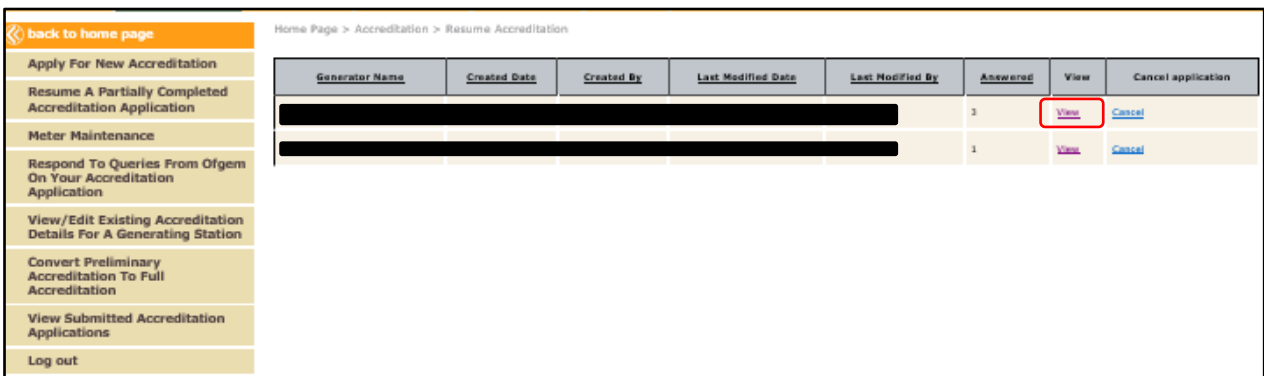 back to home page
Home Page > Accreditation > Resume Accreditation
Apply For New Accreditation
Resume A Partially Completed
Accreditation Application
Meter Maintenance
Respond To Queries From Ofgem
On Your Accreditation
Application
View/Edit Existing Accreditation
Details For A Generating Station
Convert Preliminary
Accreditation To Full
Accreditation
View Submitted Accreditation
Applications
Log out
Generator Name Created Date Created By Last Modified Date Last Modified By Answered View Cancel application
3 View Cancel
1 View Cancel